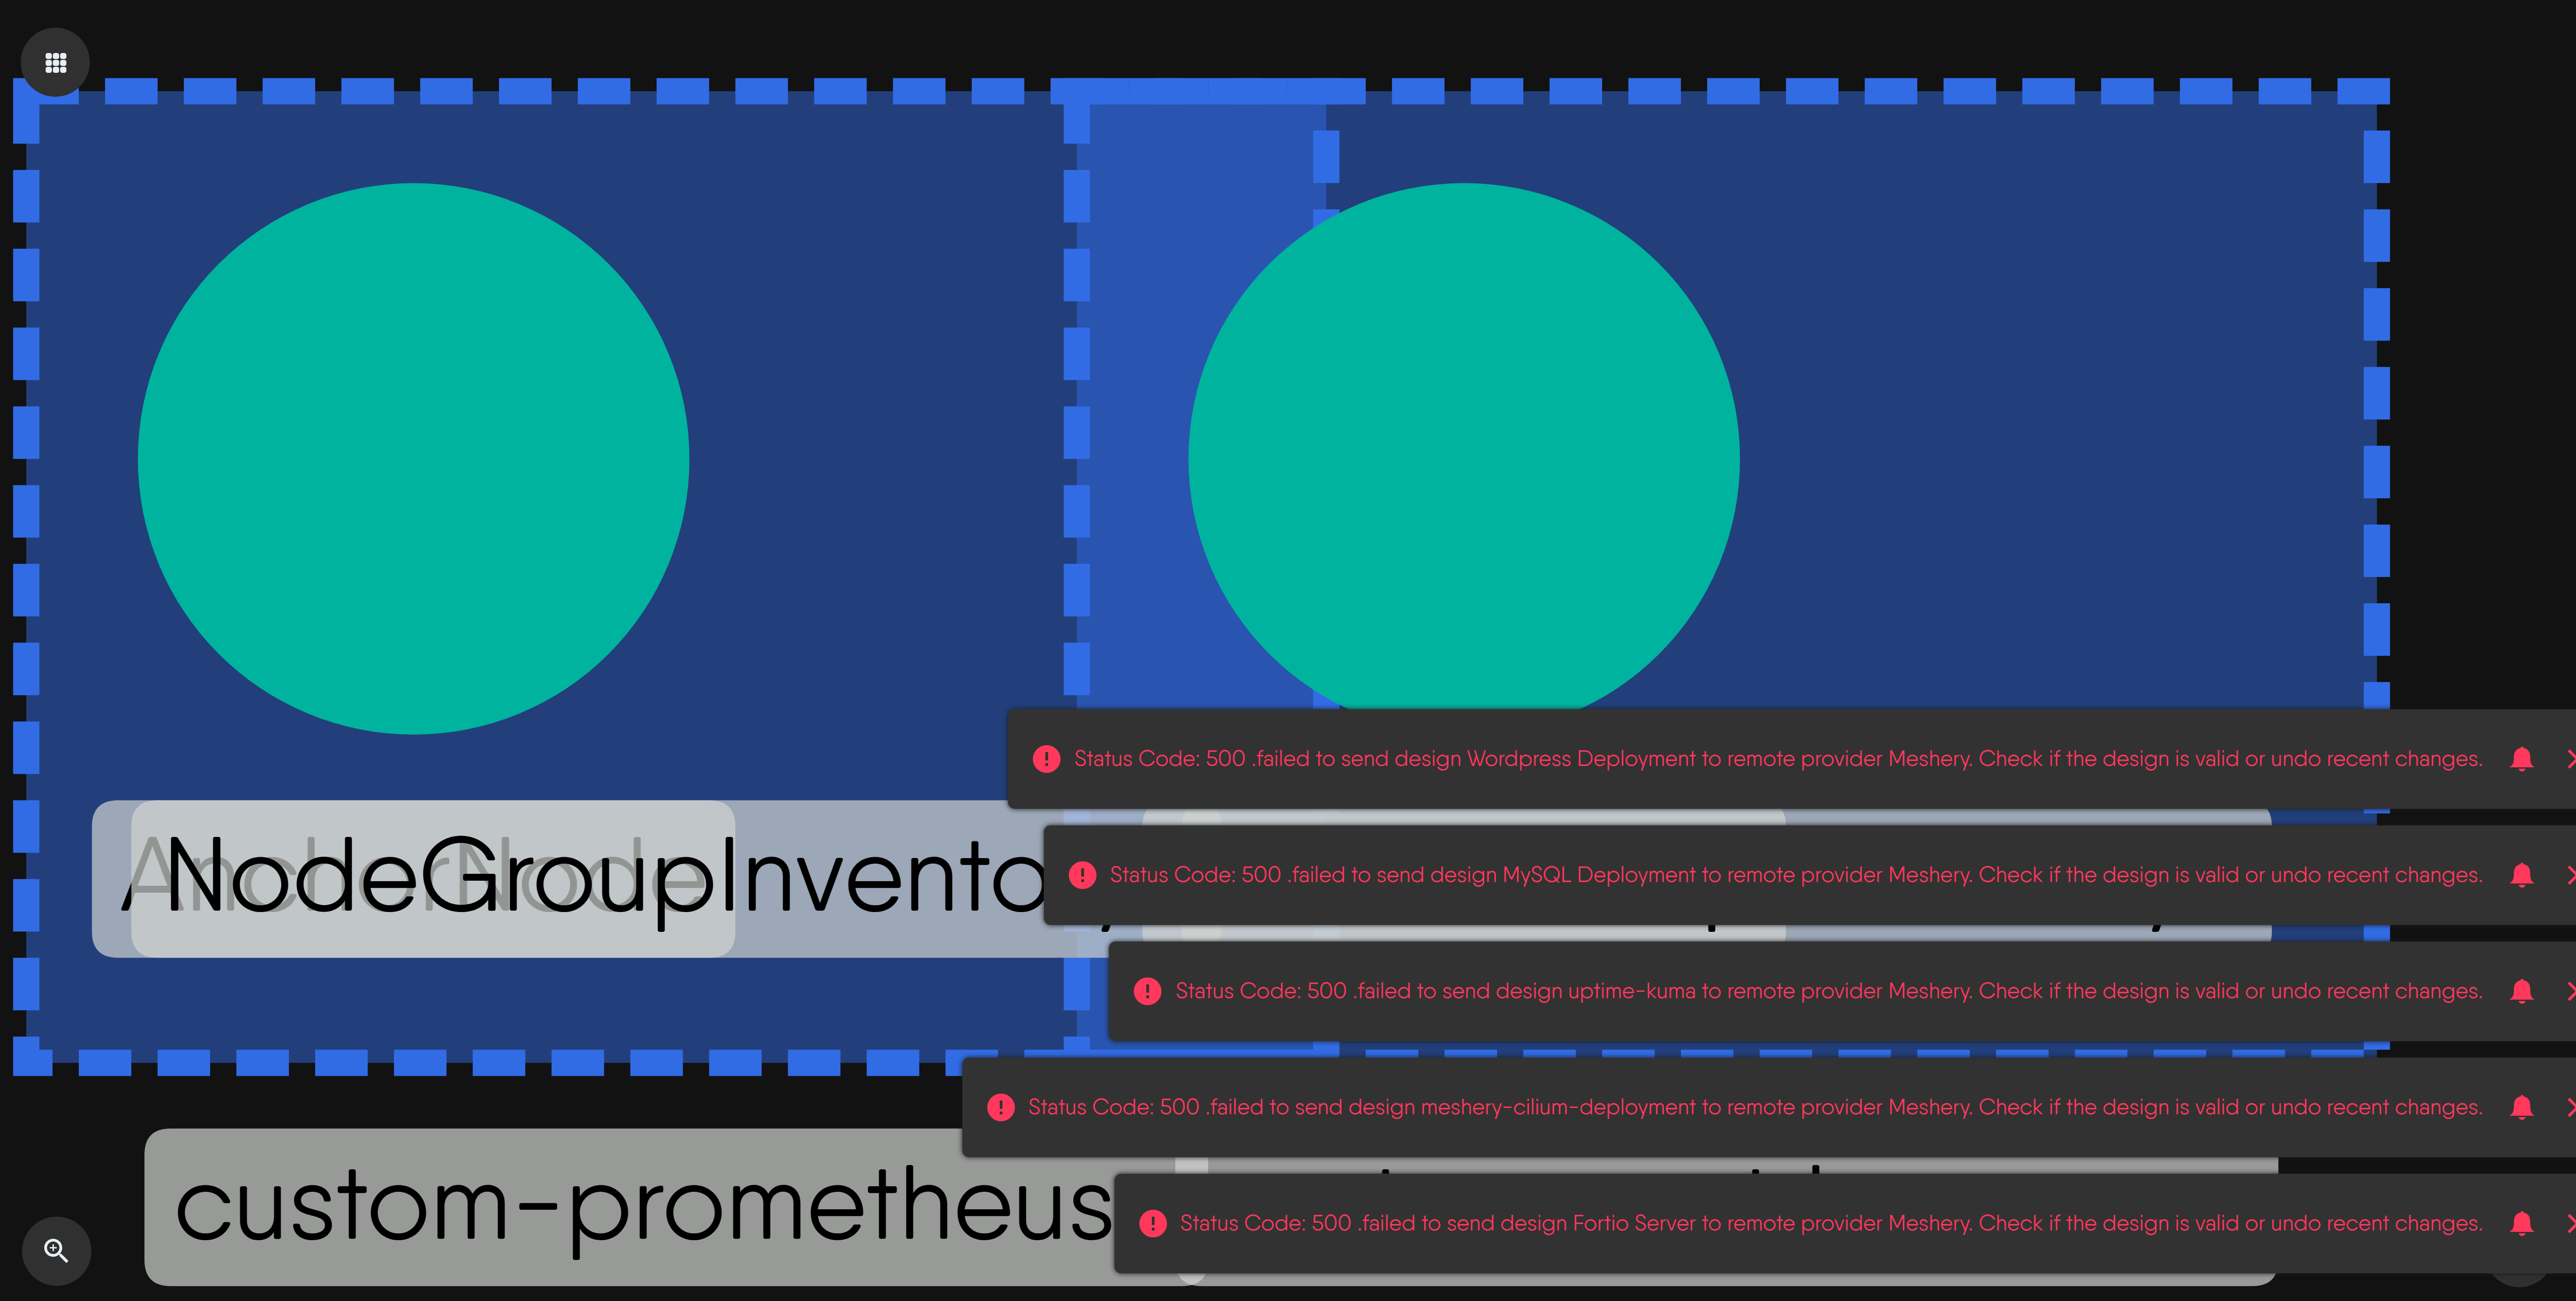 Status Code: 500 .failed to send design Wordpress Deployment to remote provider Meshery. Check if the design is valid or undo recent changes.
AnchorNode
NodeGroupInvento
Status Code: 500 .failed to send design MySQL Deployment to remote provider Meshery. Check if the design is valid or undo recent changes.
Status Code: 500 .failed to send design uptime-kuma to remote provider Meshery. Check if the design is valid or undo recent changes.
Status Code: 500 .failed to send design meshery-cilium-deployment to remote provider Meshery. Check if the design is valid or undo recent changes.
custom-prometheus
Status Code: 500 .failed to send design Fortio Server to remote provider Meshery. Check if the design is valid or undo recent changes.